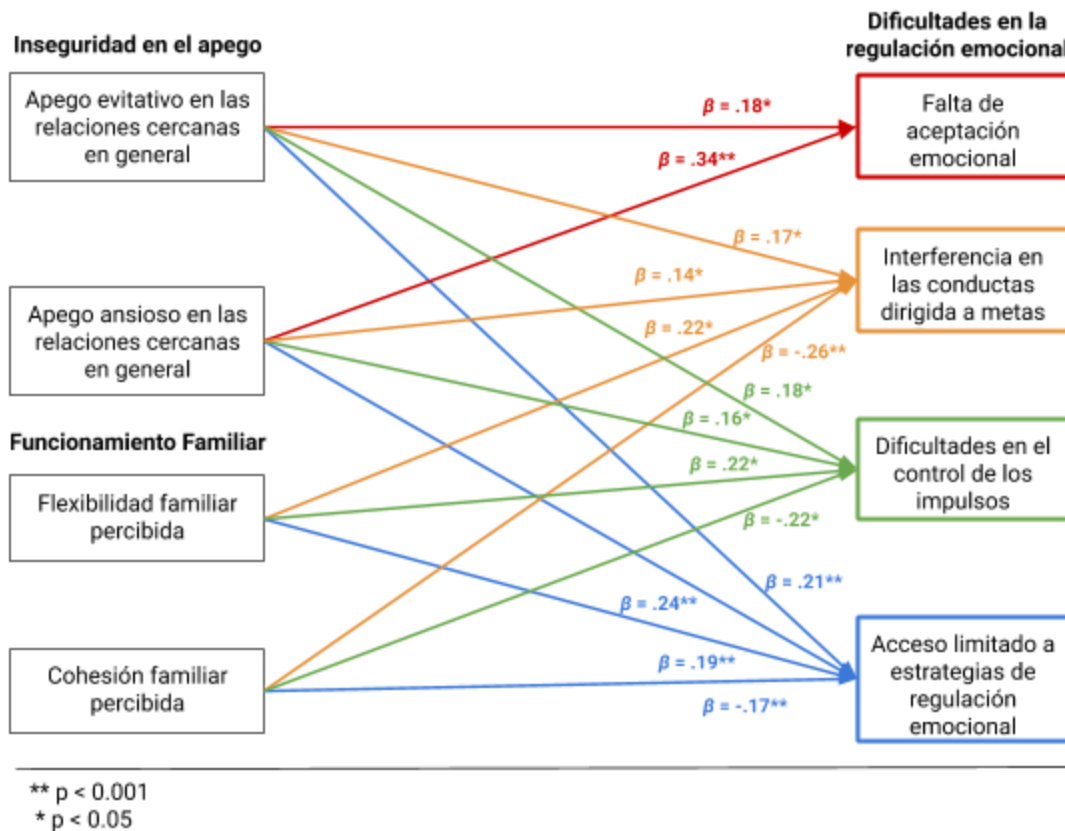 Inseguridad en el apego
Apego evitativo en las
relaciones cercanas
en general
Apego ansioso en las
relaciones cercanas
en general
Funcionamiento Familiar
Flexibilidad familiar
percibida
Cohesión familiar
percibida
β = .18*
β = .34**
β = .17*
β = .14*
β = .22*
β = -.26**
β = .18*
β = .16*
β = .22*
β = -.22*
β = .21**
β = .24**
β = .19**
β = -.17**
Dificultades en la
regulación emocional
Falta de
aceptación
emocional
Interferencia en
las conductas
dirigida a metas
Dificultades en el
control de los
impulsos
Acceso limitado a
estrategias de
regulación
emocional
** p < 0.001
* p < 0.05